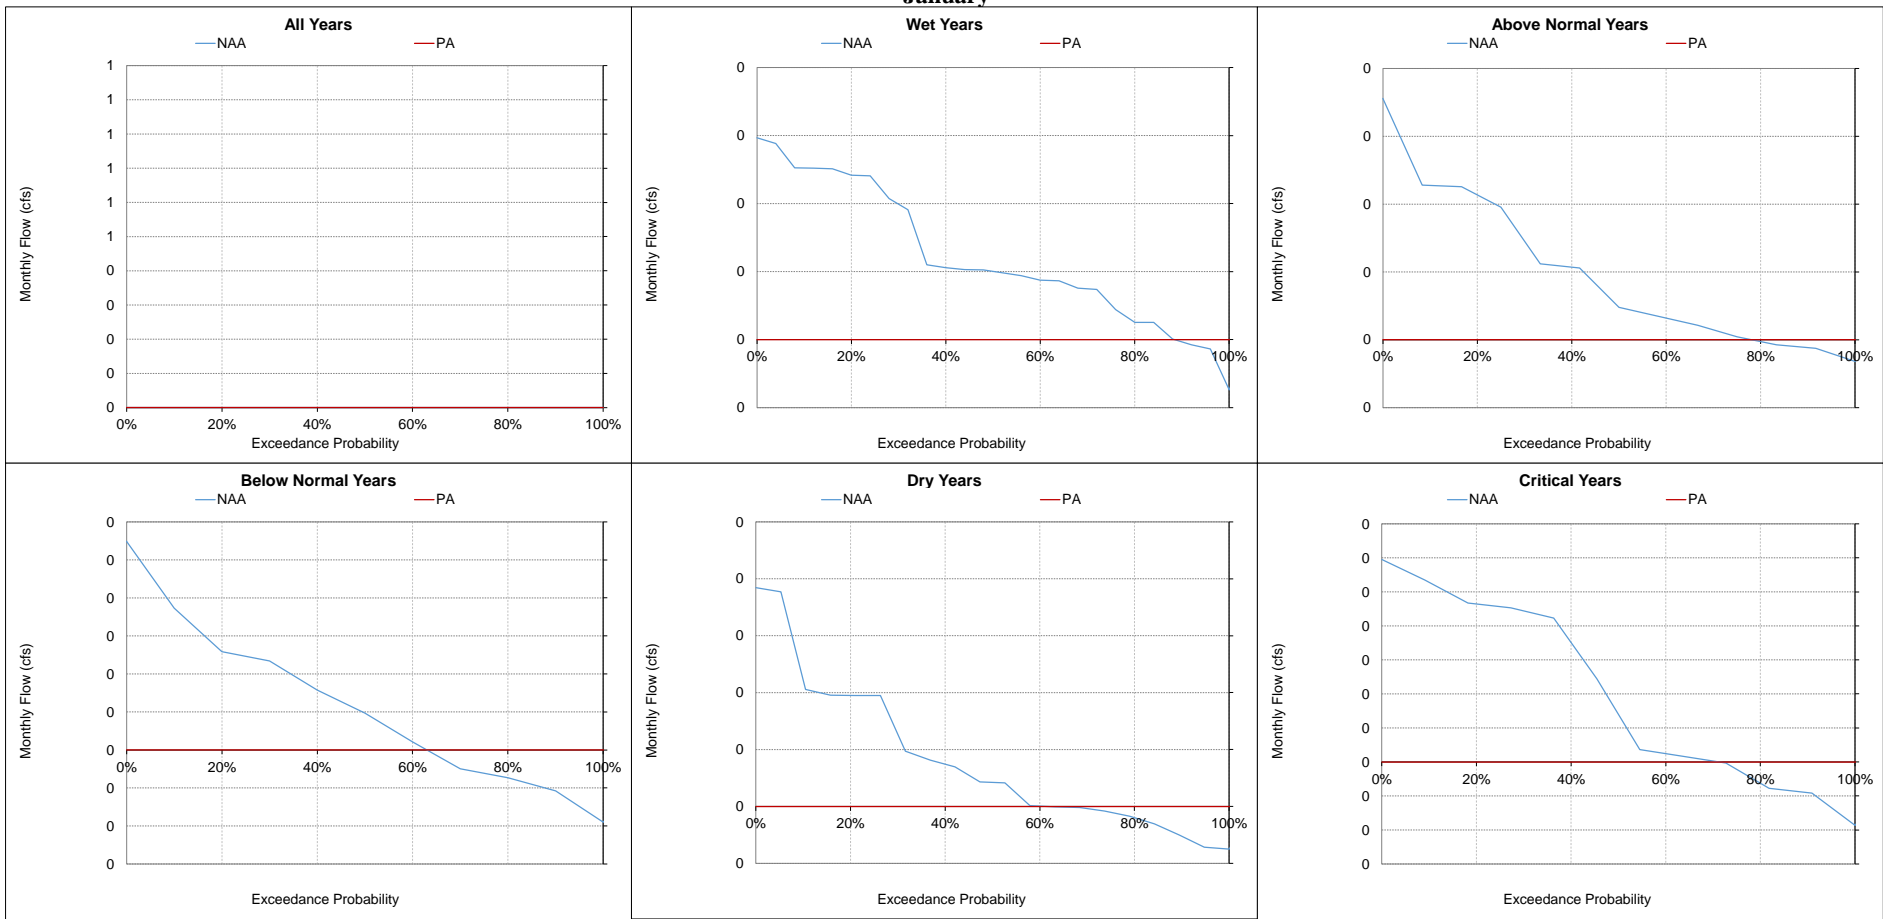 January
All Years
NAA PA
1
1
1
1
1
1
0
0
0
0
0
0% 20% 40% 60% 80% 100%
Monthly Flow (cfs)
Exceedance Probability
Wet Years
NAA PA
0
0
0
0
0
0
0% 20% 40% 60% 80% 100%
Monthly Flow (cfs
Exceedance Probability
Above Normal Years
NAA PA
0
0
0
0
0
0
0% 20% 40% 60% 80% 100%
Monthly Flow (cfs
Exceedance Probability
Below Normal Years
NAA PA
0
0
0
0
0
0
0
0
0
0
0% 20% 40% 60% 80% 100%
Monthly Flow (cfs)
Exceedance Probability
Dry Years
NAA PA
0
0
0
0
0
0
0
0% 20% 40% 60% 80% 100%
Monthly Flow (cfs)
Exceedance Probability
Critical Years
NAA PA
0
0
0
0
0
0
0
0
0
0
0
0% 20% 40% 60% 80% 100%
Monthly Flow (cfs)
Exceedance Probability